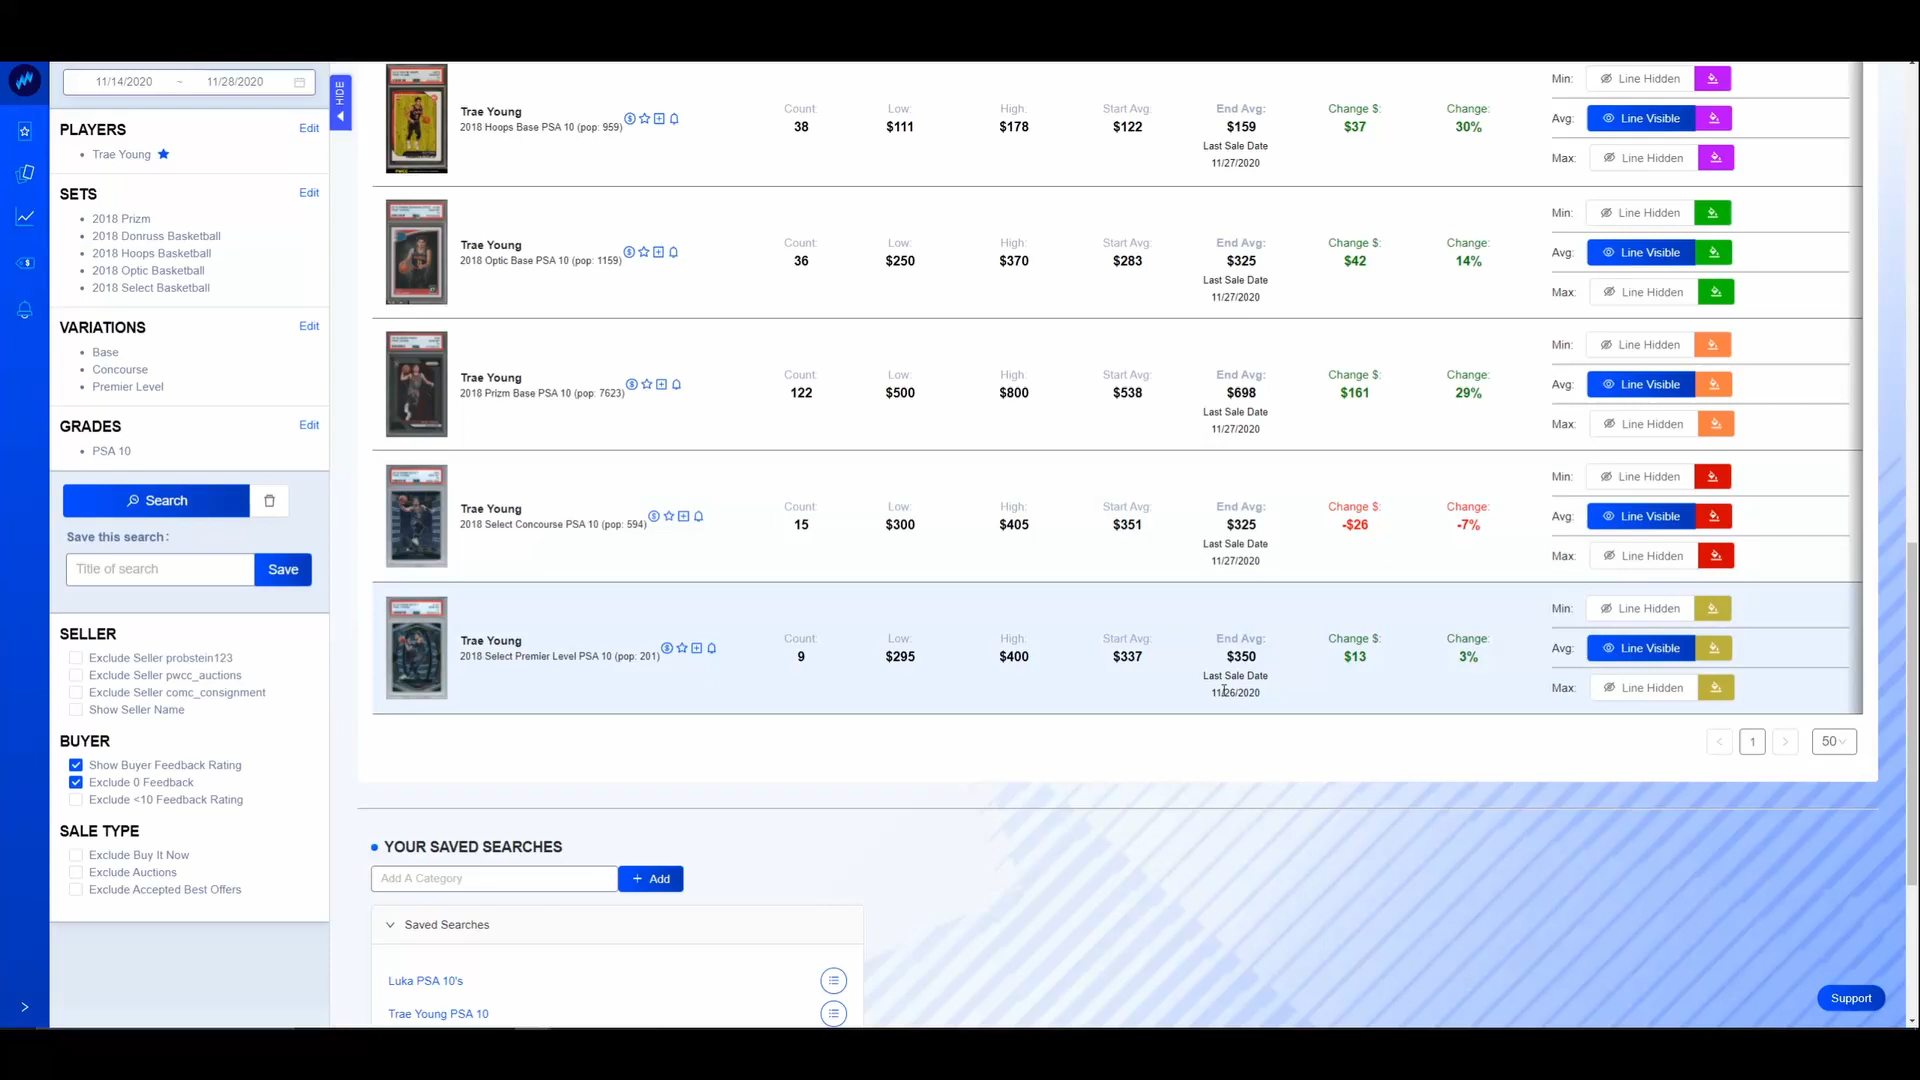 11/14/2020 ~ 11/28/2020
HIDE
PLAYERS Edit
Trae Young
SETS Edit
2018 Prizm
2018 Donruss Basketball
2018 Hoops Basketball
2018 Optic Basketball
2018 Select Basketball
VARIATIONS Edit
Base
Concourse
Premier Level
GRADES Edit
PSA 10
Search
Save this search:
Title of search Save
SELLER
Exclude Seller probstein123
Exclude Seller pwcc_auctions
Exclude Seller comc_consignment
Show Seller Name
BUYER
Show Buyer Feedback Rating
Exclude 0 Feedback
Exclude <10 Feedback Rating
SALE TYPE
Exclude Buy It Now
Exclude Auctions
Exclude Accepted Best Offers
Min: Line Hidden
Trae Young Count: Low: High: Start Avg: End Avg: Change $: Change: Avg: Line Visible
2018 Hoops Base PSA 10 (pop: 959) 38 $111 $178 $122 $159 $37 30%
Last Sale Date
11/27/2020
Max: Line Hidden
Min: Line Hidden
Trae Young Count: Low: High: Start Avg: End Avg: Change $: Change: Avg: Line Visible
2018 Optic Base PSA 10 (pop: 1159) 36 $250 $370 $283 $325 $42 14%
Last Sale Date
11/27/2020
Max: Line Hidden
Min: Line Hidden
Trae Young Count: Low: High: Start Avg: End Avg: Change $: Change: Avg: Line Visible
2018 Prizm Base PSA 10 (pop: 7623) 122 $500 $800 $538 $698 $161 29%
Last Sale Date
11/27/2020
Max: Line Hidden
Min: Line Hidden
Trae Young Count: Low: High: Start Avg: End Avg: Change $: Change: Avg: Line Visible
2018 Select Concourse PSA 10 (pop: 594) 15 $300 $405 $351 $325 -$26 -7%
Last Sale Date
11/27/2020
Max: Line Hidden
Min: Line Hidden
Trae Young Count: Low: High: Start Avg: End Avg: Change $: Change: Avg: Line Visible
2018 Select Premier Level PSA 10 (pop: 201) 9 $295 $400 $337 $350 $13 3%
Last Sale Date
11/26/2020
Max: Line Hidden
< 1 > 50
YOUR SAVED SEARCHES
Add A Category + Add
Saved Searches
Luka PSA 10's
Trae Young PSA 10
Support